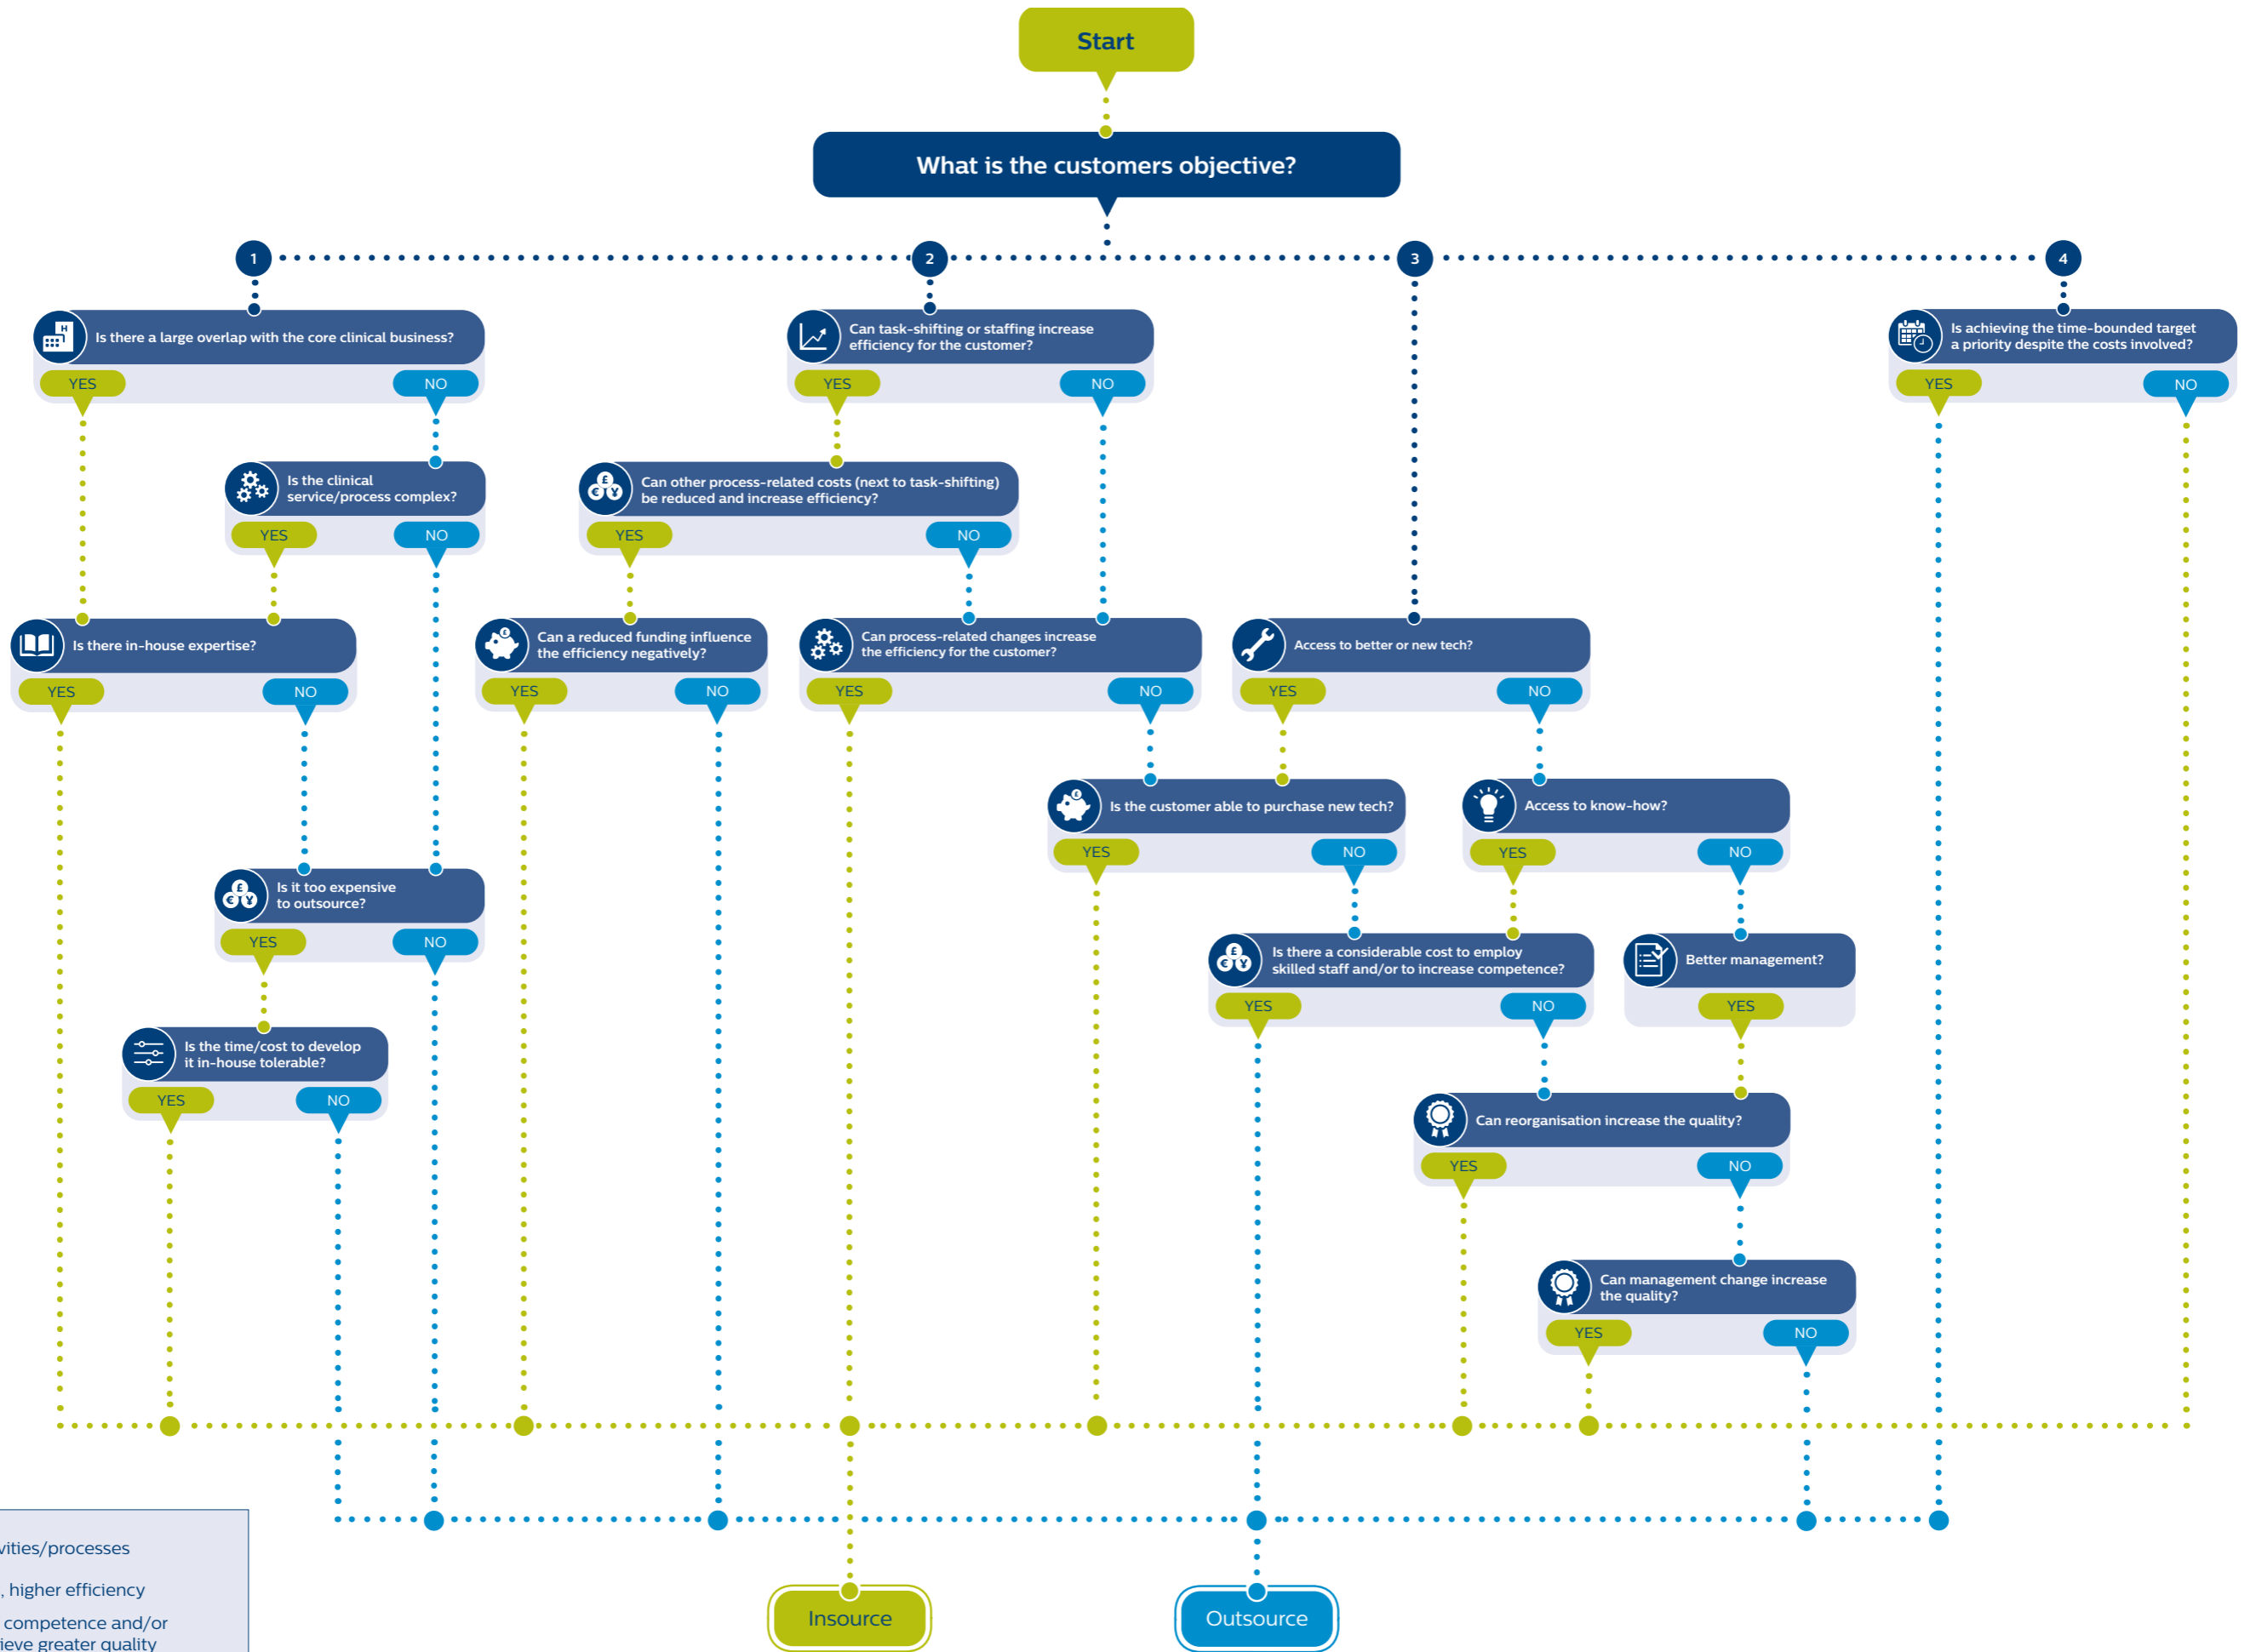 Start
What is the customers objective?
1
2
3
4
Is there a large overlap with the core clinical business?
YES
NO
Can task-shifting or staffing increase
efficiency for the customer?
YES
NO
Is achieving the time-bounded target
a priority despite the costs involved?
YES
NO
Is the clinical
service/process complex?
YES
NO
Can other process-related costs (next to task-shifting)
be reduced and increase efficiency?
YES
NO
Is there in-house expertise?
YES
NO
Can a reduced funding influence
the efficiency negatively?
YES
NO
Can process-related changes increase
the efficiency for the customer?
YES
NO
Access to better or new tech?
YES
NO
Is the customer able to purchase new tech?
YES
NO
Access to know-how?
YES
NO
Is it too expensive
to outsource?
YES
NO
Is there a considerable cost to employ
skilled staff and/or to increase competence?
YES
NO
Better management?
YES
Is the time/cost to develop
it in-house tolerable?
YES
NO
Can reorganisation increase the quality?
YES
NO
Can management change increase
the quality?
YES
NO
vities/processes
, higher efficiency
competence and/or
ieve greater quality
Insource
Outsource